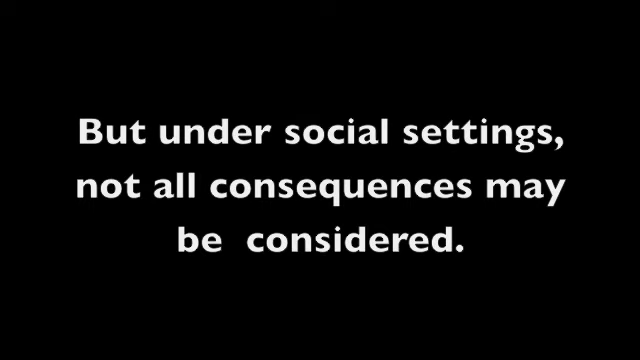 But under social settings,
not all consequences may
be  considered.